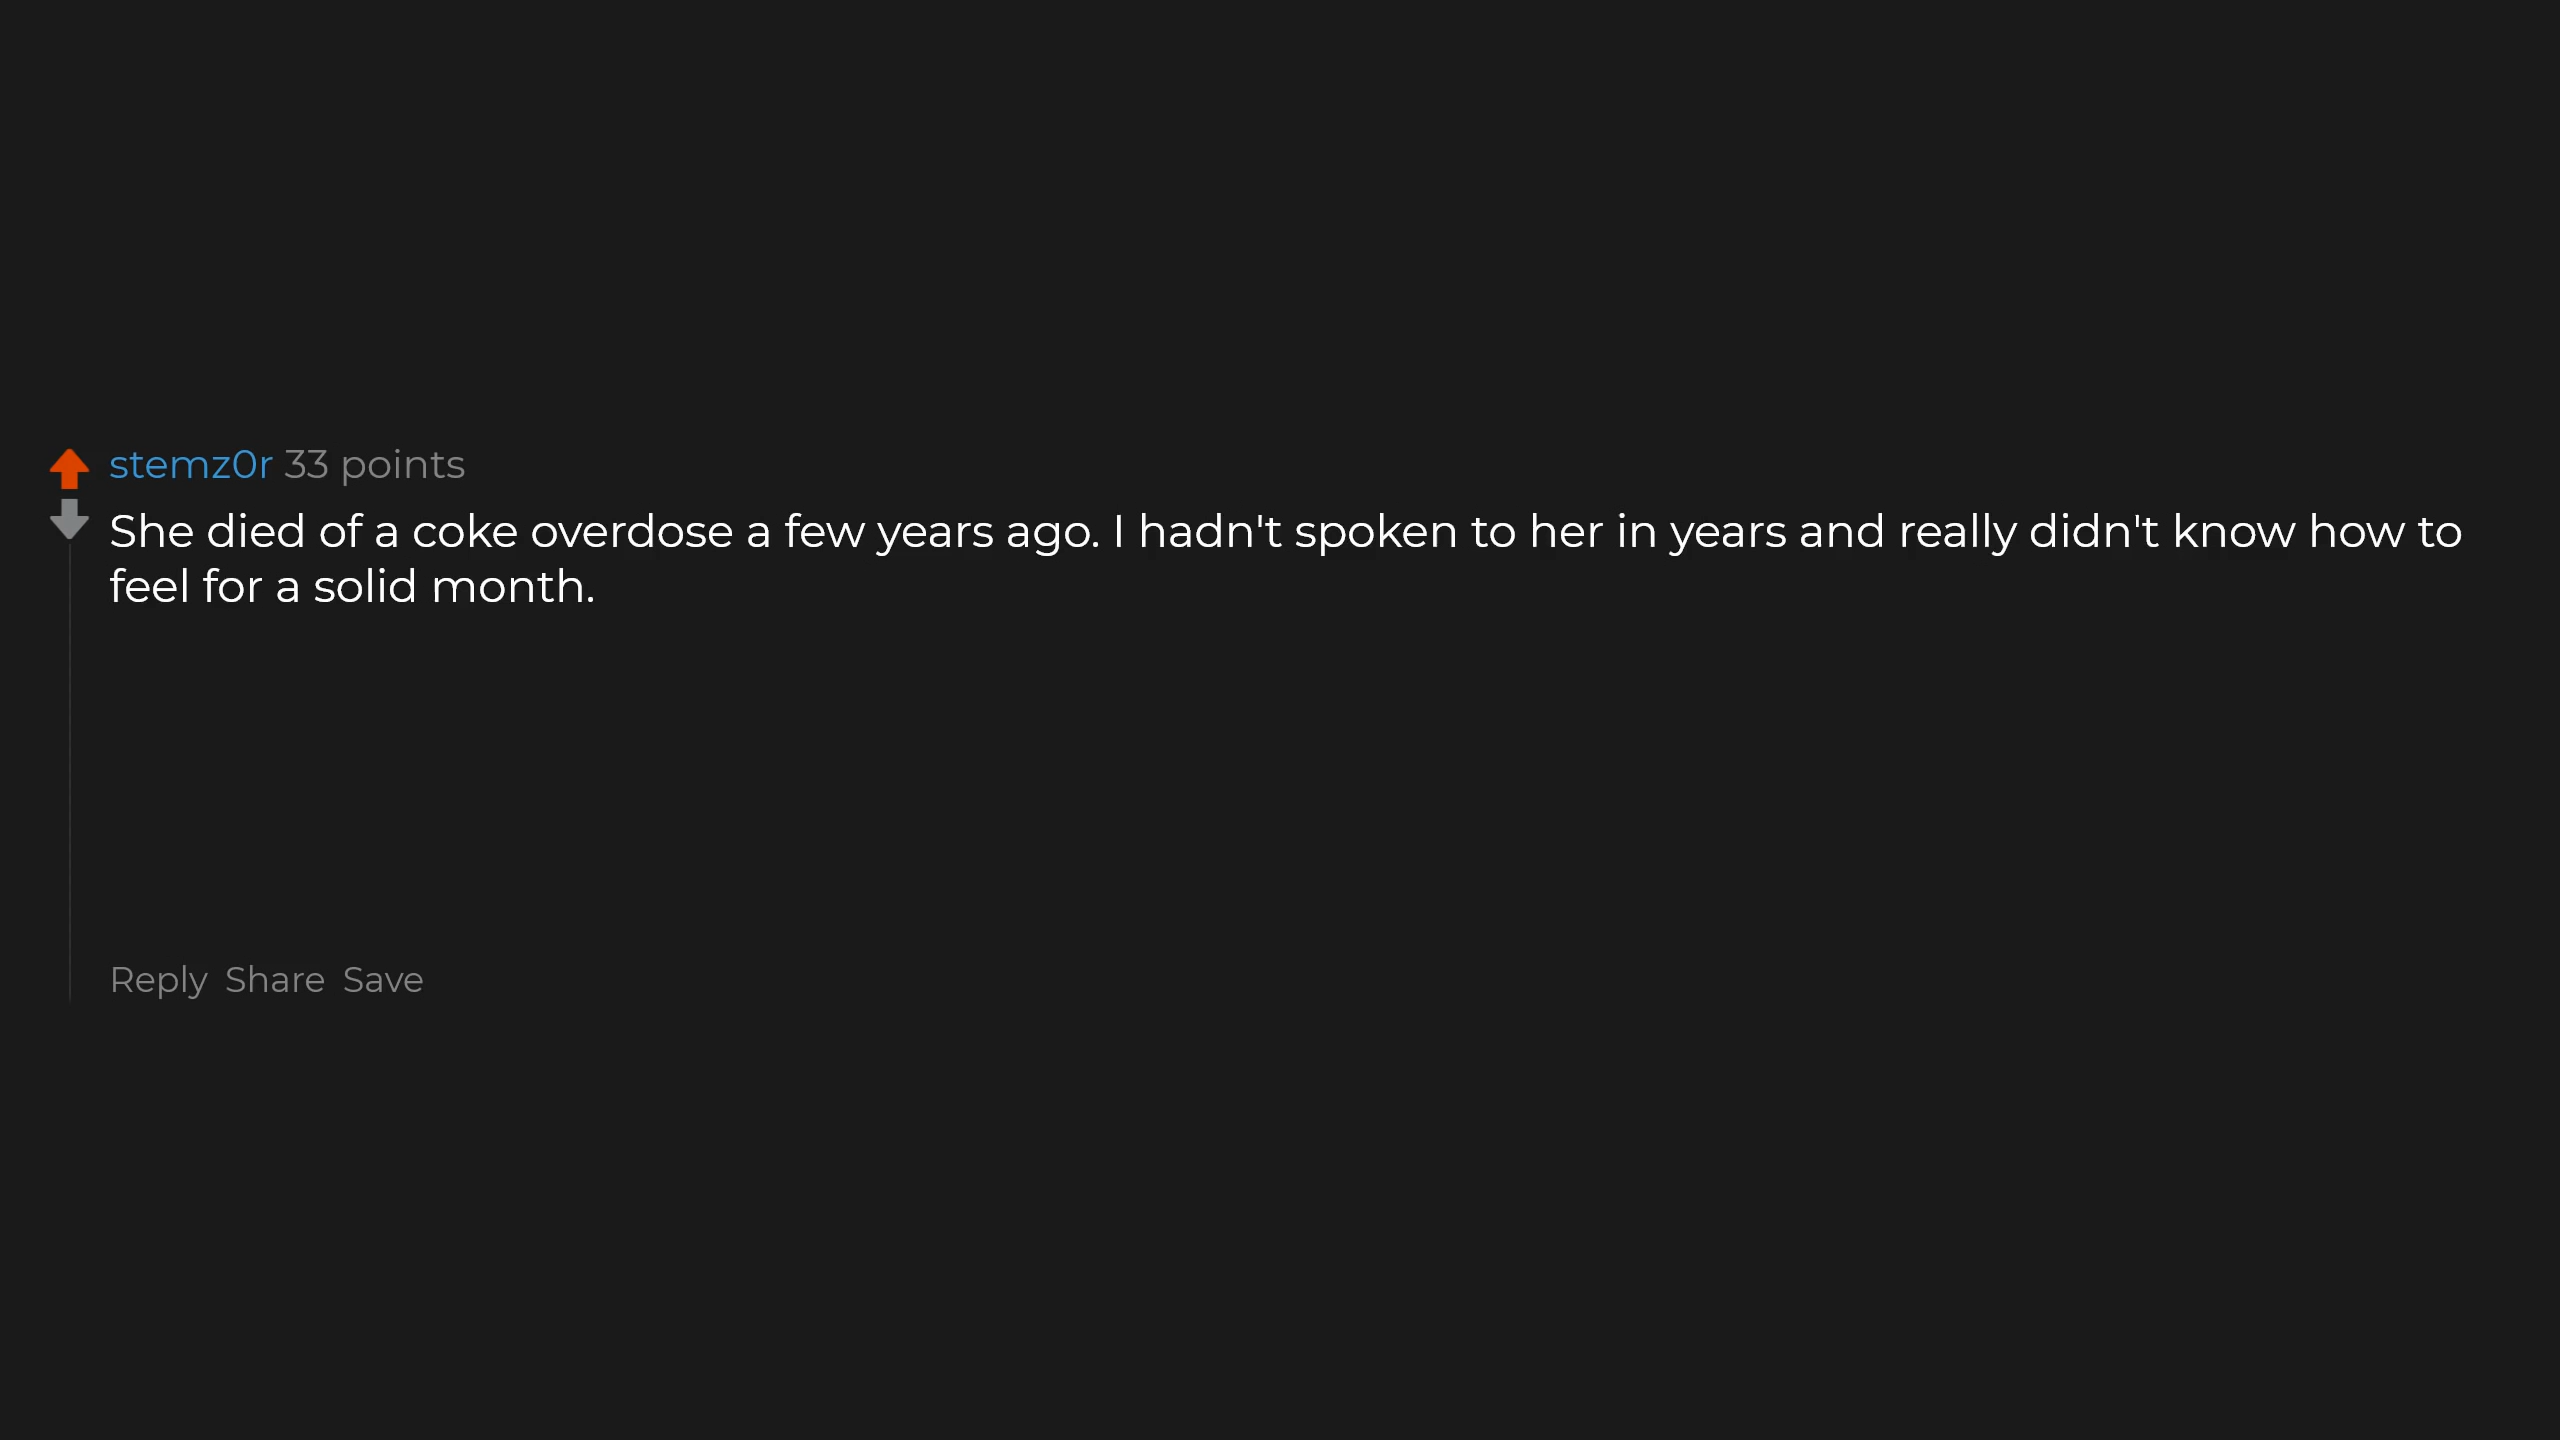 stemz0r 33 points
She died of a coke overdose a few years ago. I hadn't spoken to her in years and really didn't know how to
feel for a solid month.
Reply Share Save